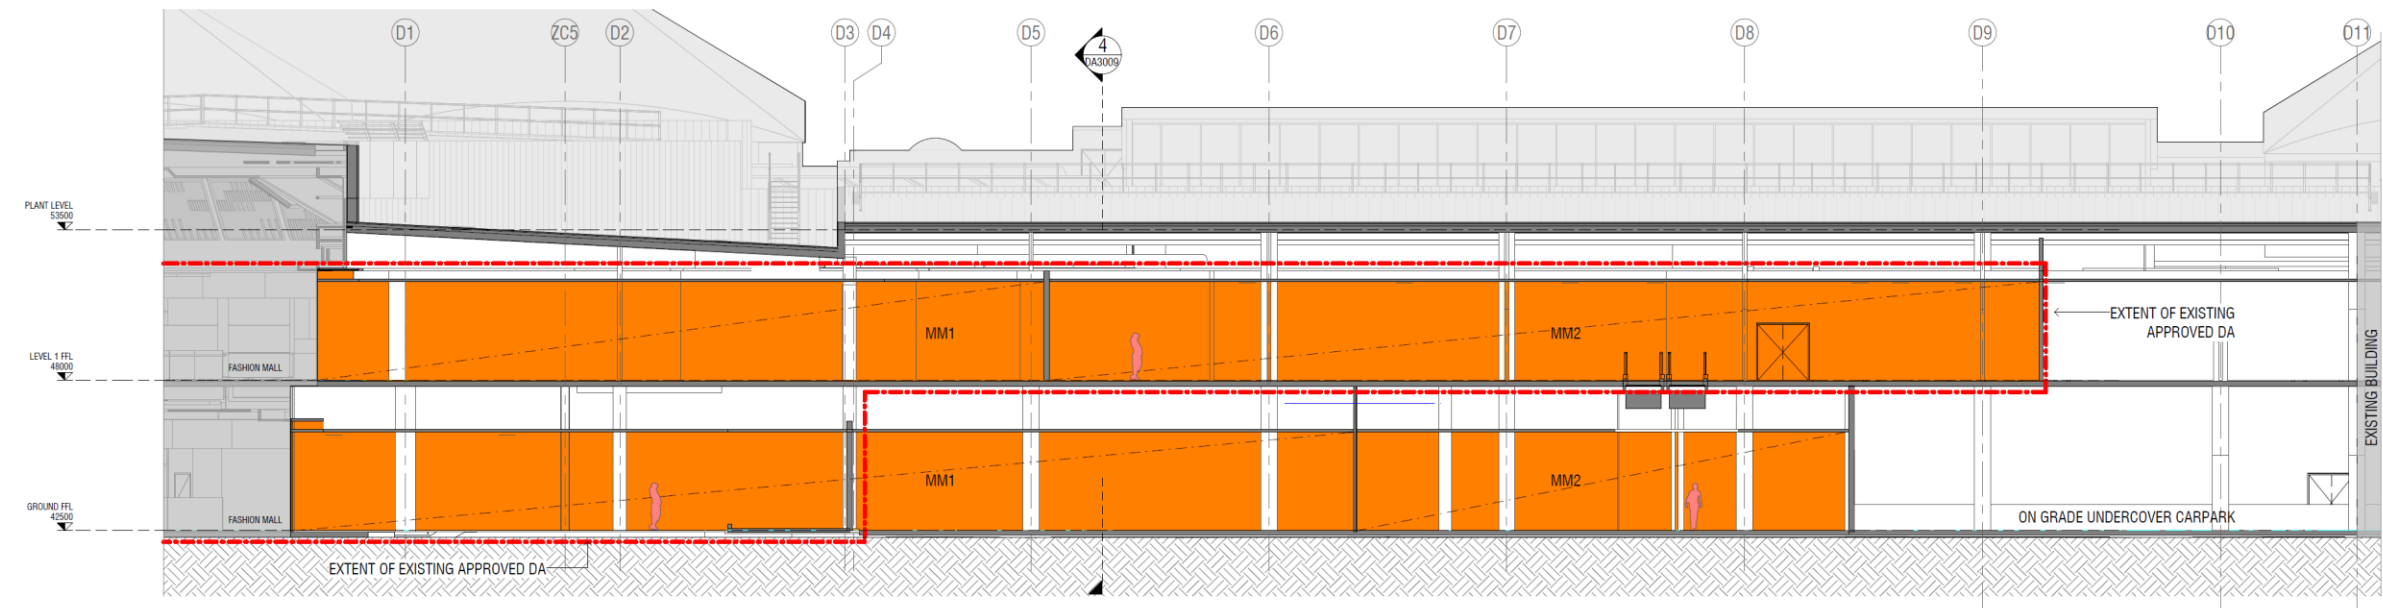 D1
ZC5
D2
D3
D4
D5
4
DA3009
D6
D7
D8
D9
D10
D11
PLANT LEVEL
53500
EXTENT OF EXISTING
APPROVED DA
MM1
MM2
LEVEL 1 FFL
48000
FASHION MALL
EXISTING BUILDING
MM1
MM2
GROUND FFL
42500
FASHION MALL
ON GRADE UNDERCOVER CARPARK
EXTENT OF EXISTING APPROVED DA